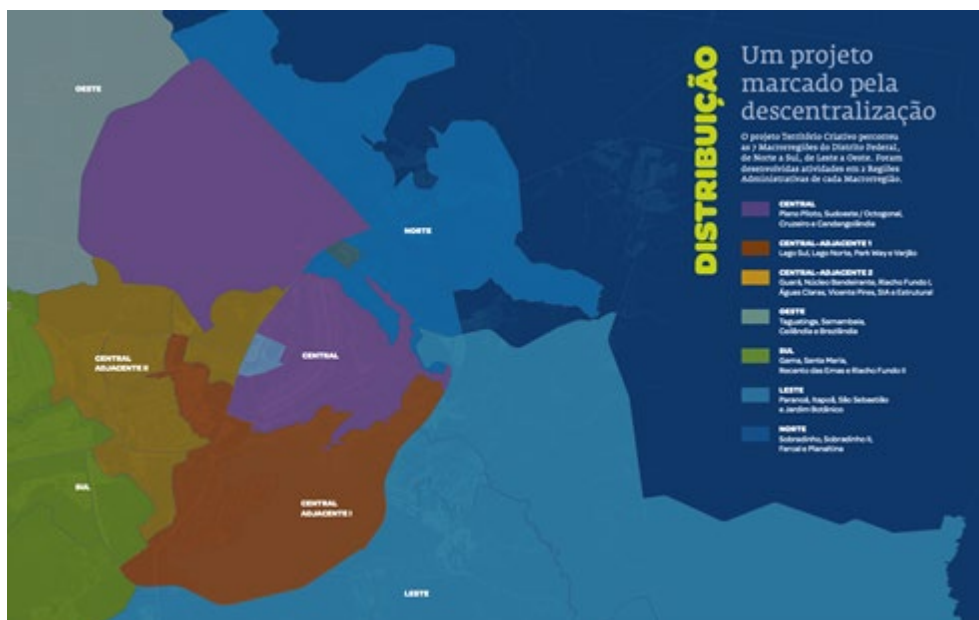 DISTRIBUIÇÃO
Um projeto
marcado pela
descentralização
O projeto Território Criativo percorreu
as 7 Macrorregiões do Distrito Federal,
de Norte a Sul, de Leste a Oeste. Foram
desenvolvidas atividades em 2 Regiões
Administrativas de cada Macrorregião.
CENTRAL
Plano Piloto, Sudoeste / Octogonal,
Cruzeiro e Candangolândia
CENTRAL-ADJACENTE 1
Lago Sul, Lago Norte, Park Way e Varjão
CENTRAL-ADJACENTE 2
Guará, Núcleo Bandeirante, Riacho Fundo I,
Águas Claras, Vicente Pires, SIA e Estrutural
OESTE
Taguatinga, Samambaia,
Ceilândia e Brazlândia
SUL
Gama, Santa Maria,
Recanto das Emas e Riacho Fundo II
LESTE
Paranoá, Itapoã, São Sebastião
e Jardim Botânico
NORTE
Sobradinho, Sobradinho II,
Fercal e Planaltina
OESTE
NORTE
CENTRAL
CENTRAL
ADJACENTE II
SUL
CENTRAL
ADJACENTE I
LESTE